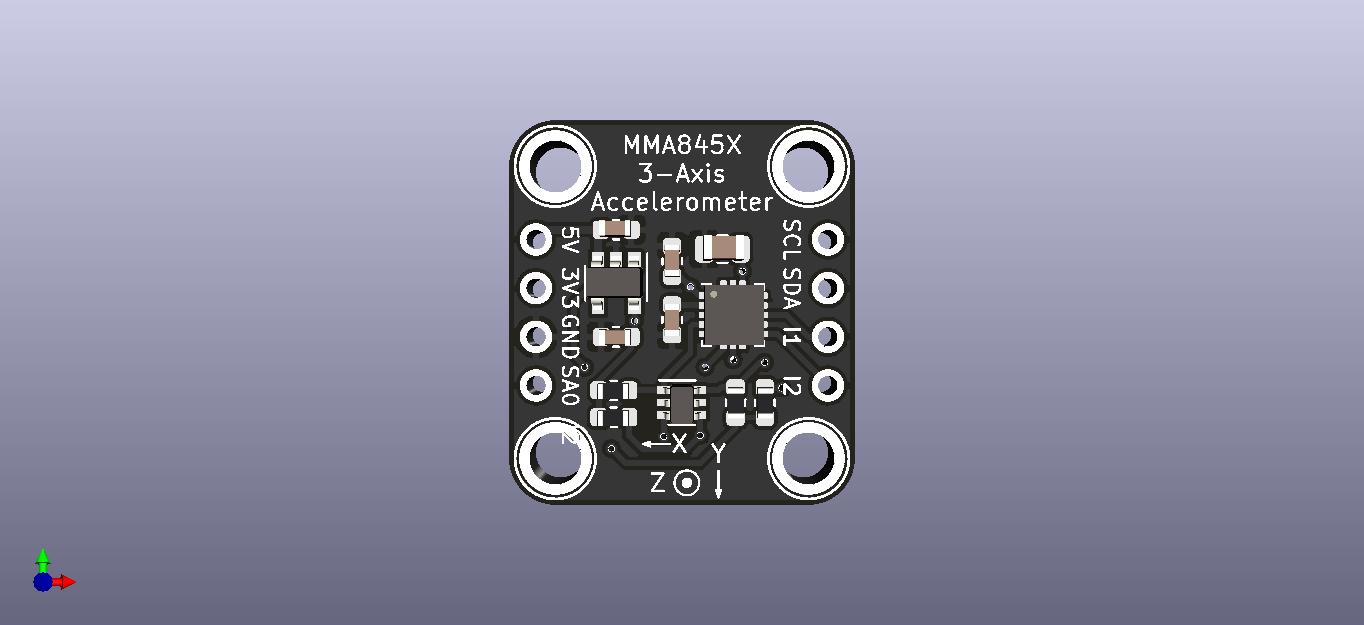 MMA845X
3-Axis
Accelerometer
5V
3V3
GND
SA0
SCL
SDA
I1
I2
X
Y
Z